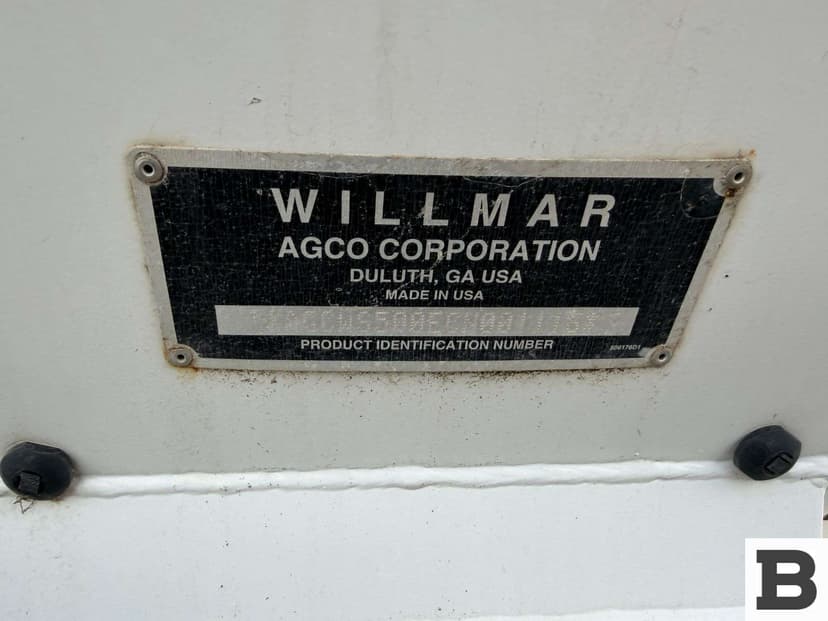 WILLMAR
AGCO CORPORATION
DULUTH, GA USA
MADE IN USA
PRODUCT IDENTIFICATION NUMBER
B